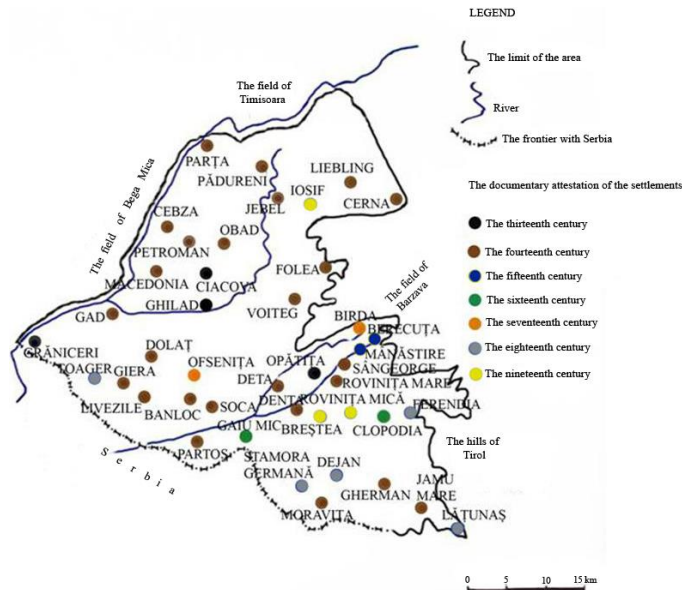 LEGEND
The limit of the area
River
The frontier with Serbia
The documentary attestation of the settlements
The thirteenth century
The fourteenth century
The fifteenth century
The sixteenth century
The seventeenth century
The eighteenth century
The nineteenth century
0 5 10 15 km
The field of
Timisoara
The field of Bega Mica
PARȚA
PĂDURENI
LIEBLING
IOSIF
JEBEL
CERNA
CEBZA
OBAD
PETROMAN
MACEDONIA
CIACOVA
FOLEA
GHILAD
GAD
VOITEG
The field of
Barzava
BIRDA
BERECUȚA
GRĂNICERI
DOLAȚ
MANĂSTIRE
TOAGER
GIERA
OFSENIȚA
OPĂTIȚA
SÂNGEORGE
DETA
ROVINIȚA MARE
LIVEZILE
BANLOC
SOCA
DENT
ROVINIȚA MICĂ
FERENDIA
GAIU MIC
BREȘTEA
CLOPODIA
PARTOȘ
The hills of
Tirol
Serbia
STAMORA
GERMANĂ
DEJAN
GHERMAN
JAMU
MARE
MORAVIȚA
LĂȚUNAȘ